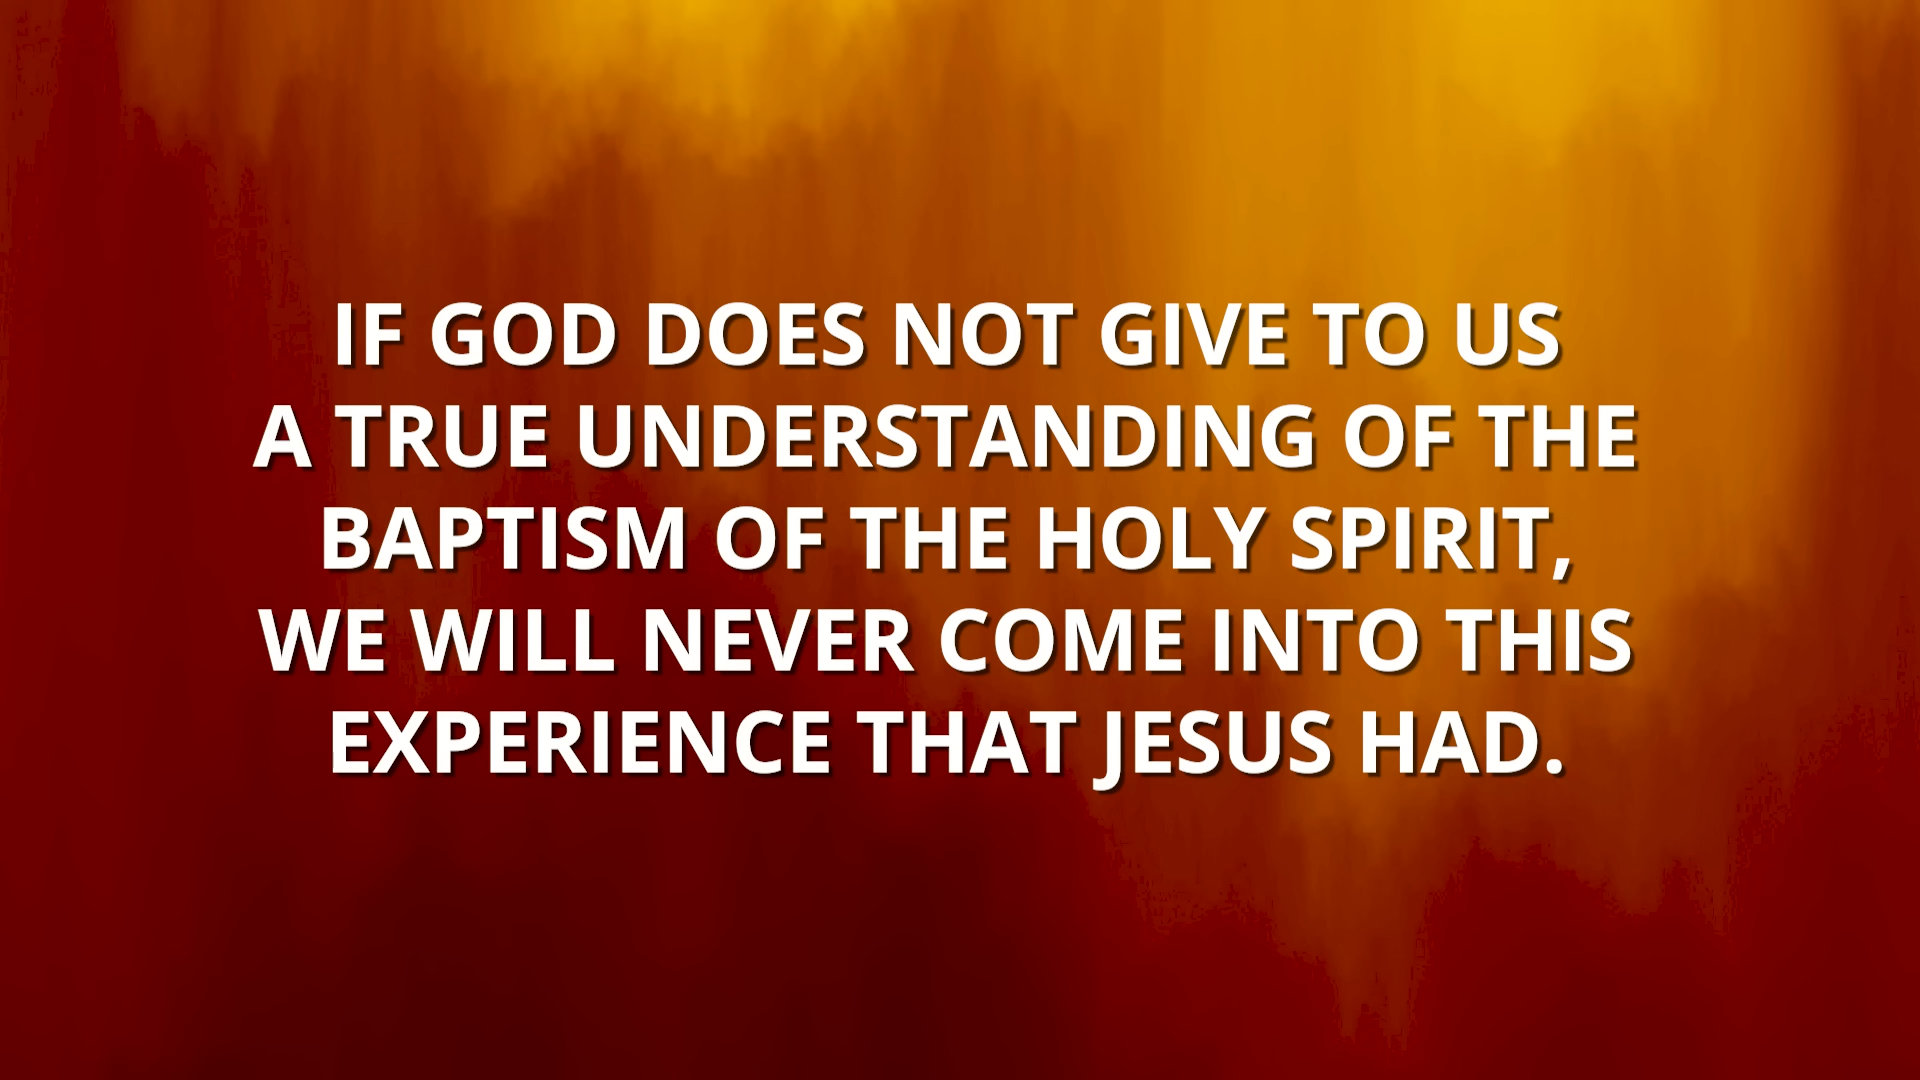 IF GOD DOES NOT GIVE TO US
A TRUE UNDERSTANDING OF THE
BAPTISM OF THE HOLY SPIRIT,
WE WILL NEVER COME INTO THIS
EXPERIENCE THAT JESUS HAD.